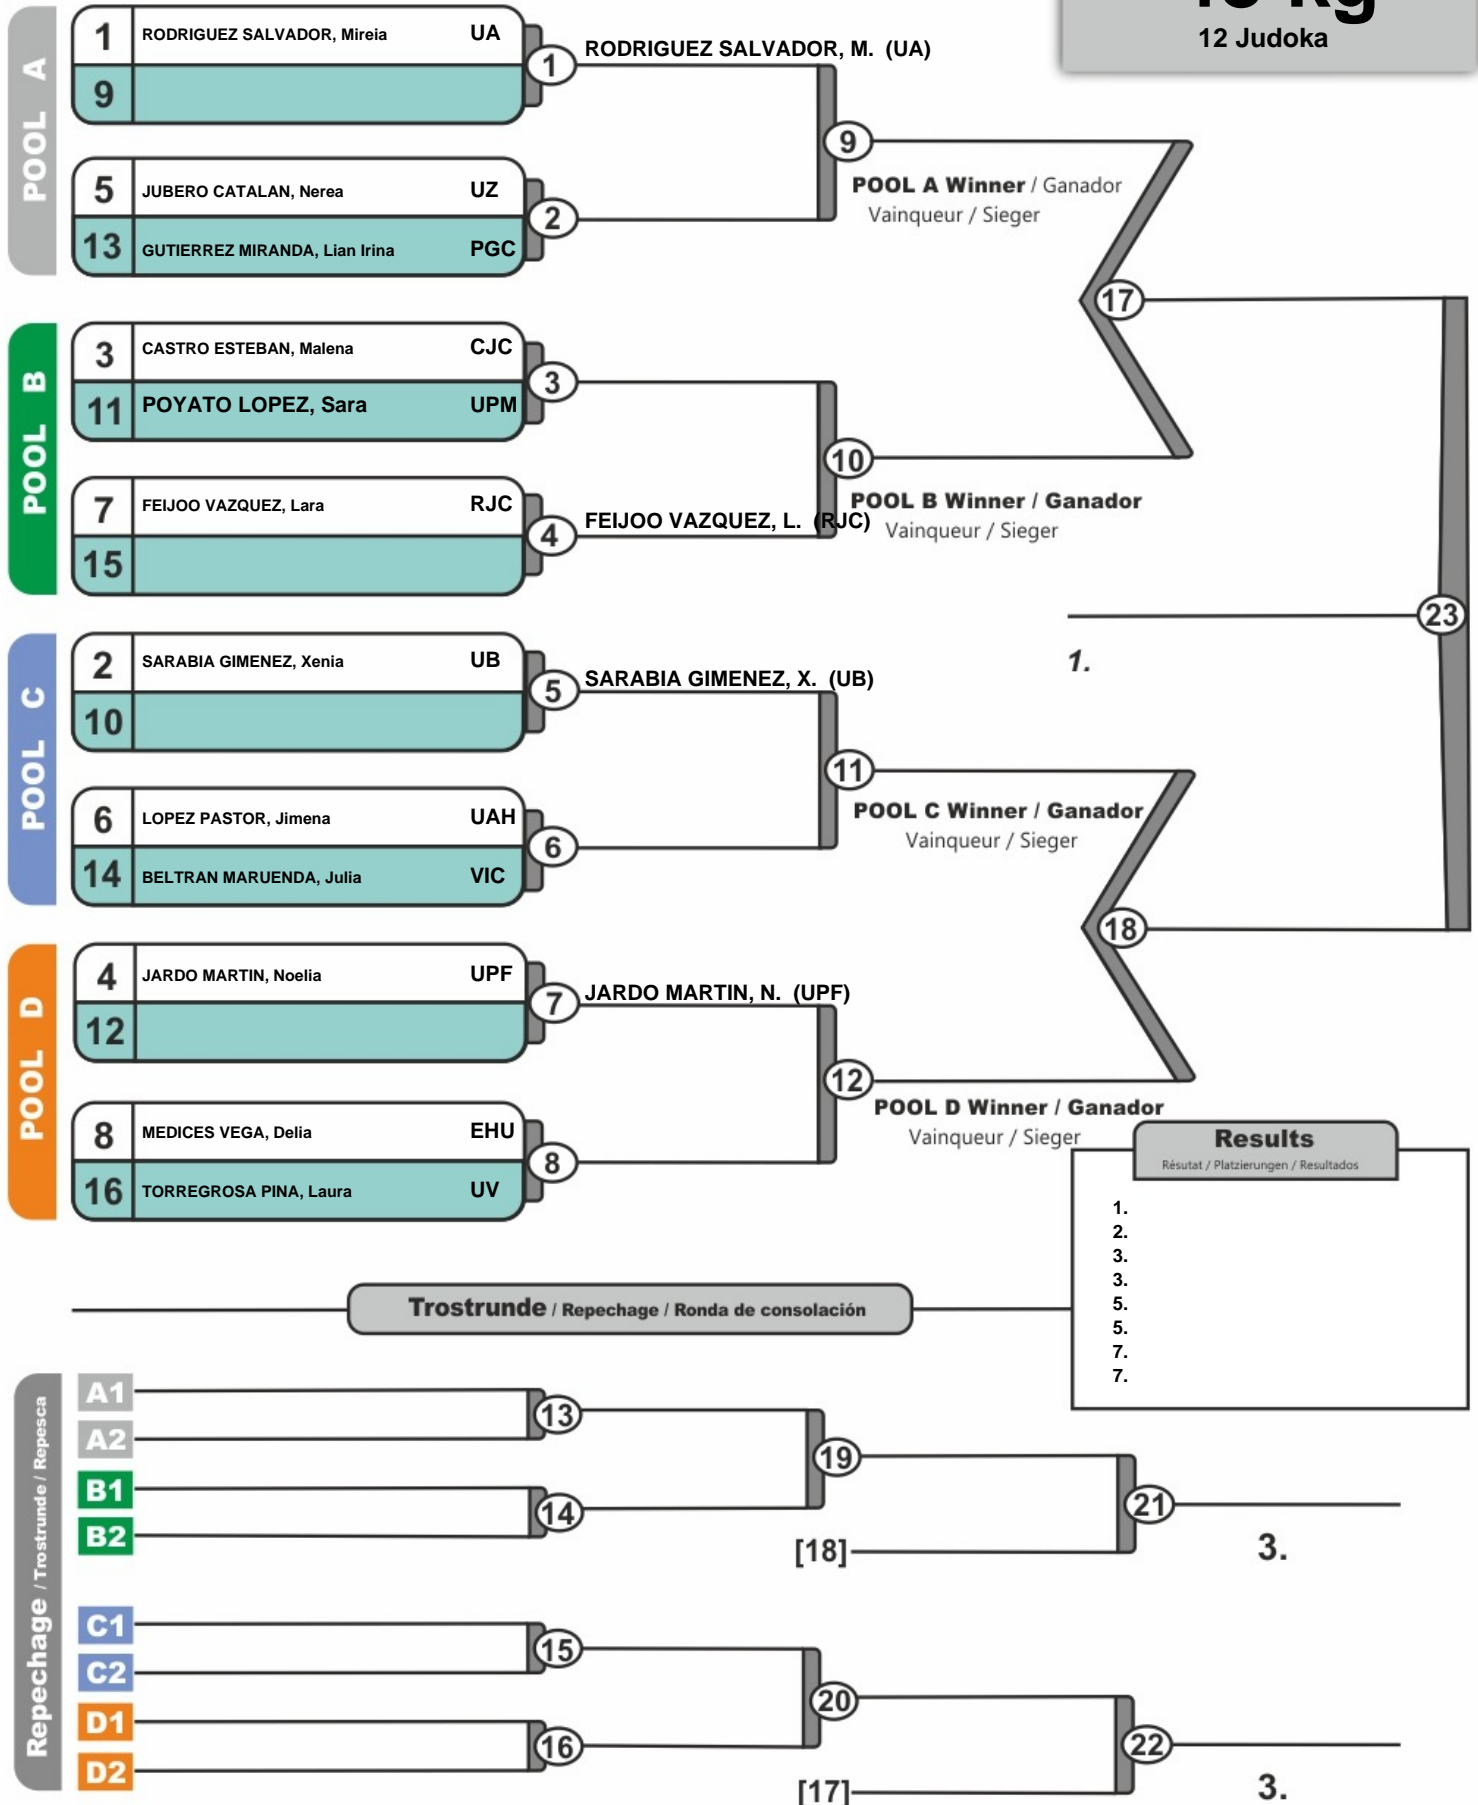 kg
12 Judoka
POOL A
1 RODRIGUEZ SALVADOR, Mireia UA
9
1
RODRIGUEZ SALVADOR, M. (UA)
5 JUBERO CATALAN, Nerea UZ
13 GUTIERREZ MIRANDA, Lian Irina PGC
2
9
POOL A Winner / Ganador
Vainqueur / Sieger
POOL B
3 CASTRO ESTEBAN, Malena CJC
11 POYATO LOPEZ, Sara UPM
3
7 FEIJOO VAZQUEZ, Lara RJC
15
4
FEIJOO VAZQUEZ, L. (RJC)
10
POOL B Winner / Ganador
Vainqueur / Sieger
17
POOL C
2 SARABIA GIMENEZ, Xenia UB
10
5
SARABIA GIMENEZ, X. (UB)
6 LOPEZ PASTOR, Jimena UAH
14 BELTRAN MARUENDA, Julia VIC
6
11
POOL C Winner / Ganador
Vainqueur / Sieger
POOL D
4 JARDO MARTIN, Noelia UPF
12
7
JARDO MARTIN, N. (UPF)
8 MEDICES VEGA, Delia EHU
16 TORREGROSA PINA, Laura UV
8
12
POOL D Winner / Ganador
Vainqueur / Sieger
18
23
1.
Results
Résutat / Platzierungen / Resultados
1.
2.
3.
3.
5.
5.
7.
7.
Trostrunde / Repechage / Ronda de consolación
Repechage / Trostrunde / Repesca
A1
A2
13
B1
B2
14
19
[18]
21
3.
C1
C2
15
D1
D2
16
20
[17]
22
3.